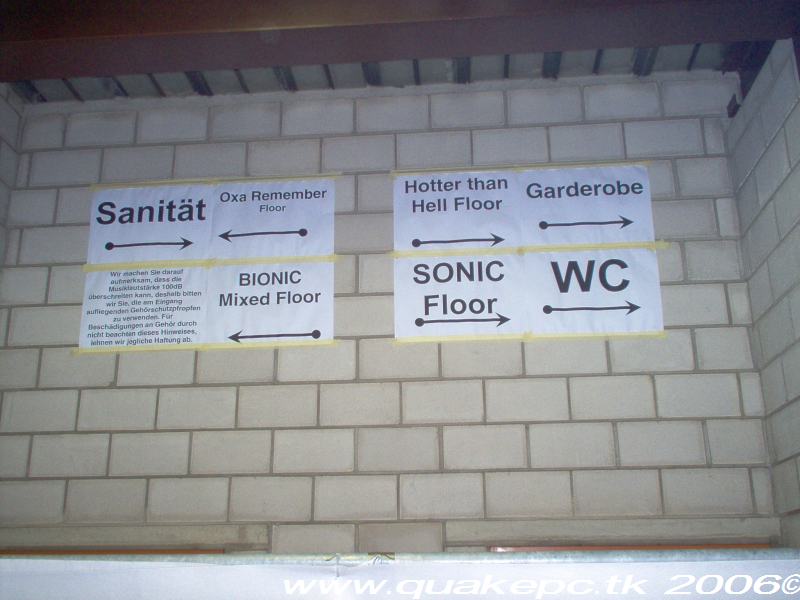 Sanität
Oxa Remember
Floor
Wir machen Sie darauf
aufmerksam, dass die
Musiklautstärke 100dB
überschreiten kann, deshalb bitten
wir Sie, die am Eingang
aufliegenden Gehörschutzpfropfen
zu verwenden. Für
Beschädigungen an Gehör durch
nicht beachten dieses Hinweises,
lehnen wir jegliche Haftung ab.
BIONIC
Mixed Floor
Hotter than
Hell Floor
Garderobe
SONIC
Floor
WC
www.quakepc.tk 2006©